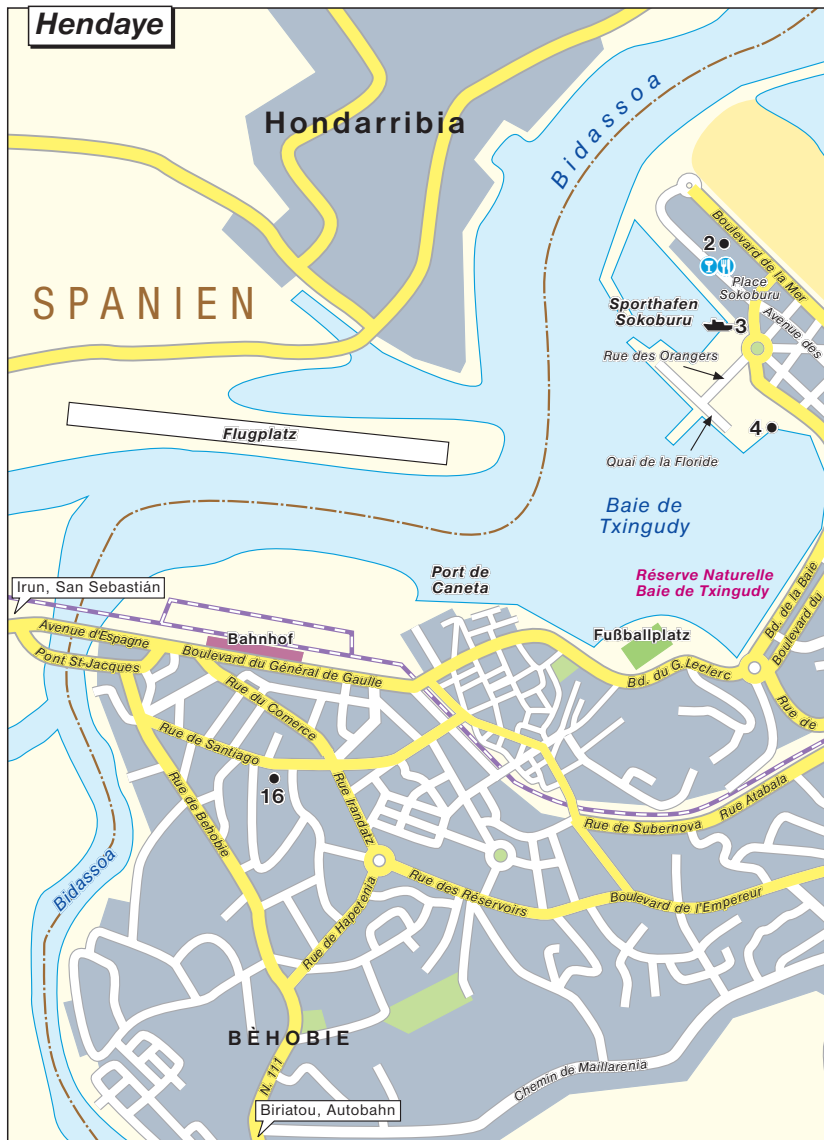 Hendaye
Hondarribia
Bidassoa
SPANIEN
Boulevard de la Mer
2
Place
Sokoburu
Avenue des
Sporthafen
Sokoburu
3
Rue des Orangers
Flugplatz
4
Quai de la Floride
Baie de
Txingudy
Port de
Caneta
Réserve Naturelle
Baie de Txingudy
Irun, San Sebastián
Avenue d'Espagne
Bahnhof
Fußballplatz
Bd. de la Baie
Boulevard du
Pont St-Jacques
Boulevard du Général de Gaulle
Bd. du G. Leclerc
Rue du Comerce
Rue de
Rue de Santiago
16
Rue Irandatz
Rue de Behobie
Rue de Subernova
Rue Atabala
Bidassoa
Rue des Réservoirs
Boulevard de l'Empereur
Rue de Hapetenia
BÈHOBIE
N. 111
Chemin de Maillarenia
Biriatou, Autobahn